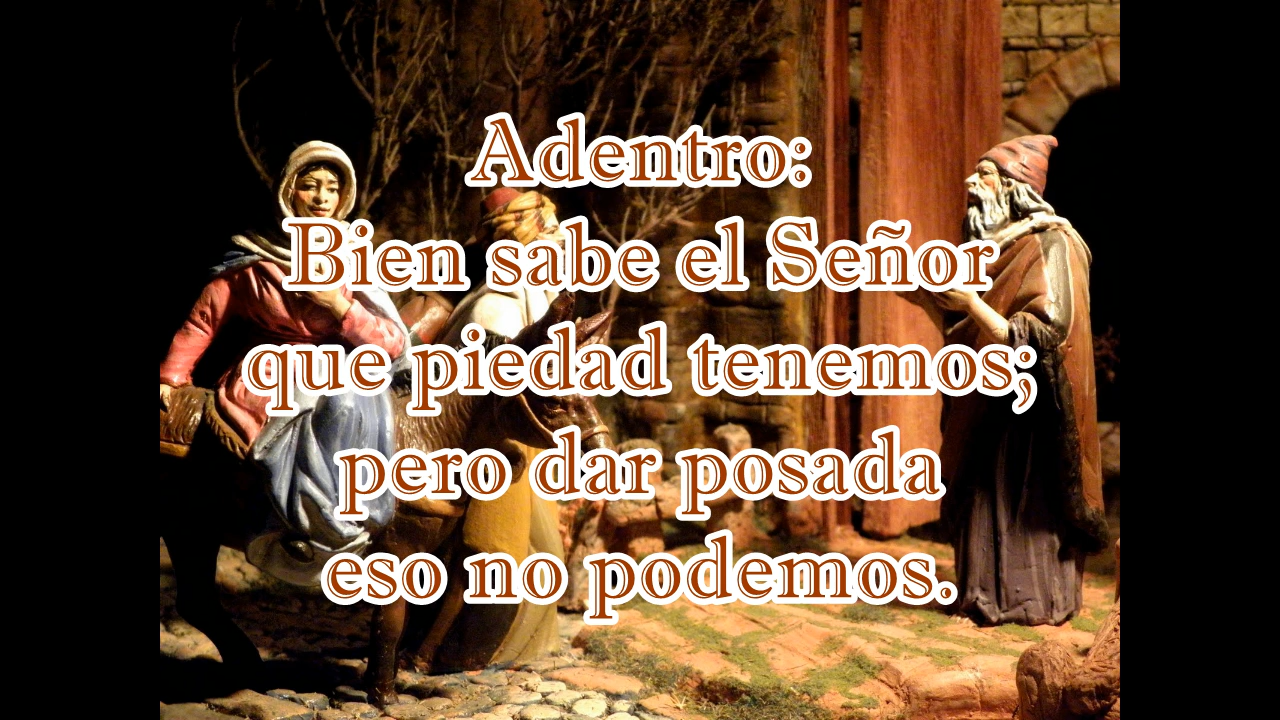 Adentro:
Bien sabe el Señor
que piedad tenemos;
pero dar posada
eso no podemos.